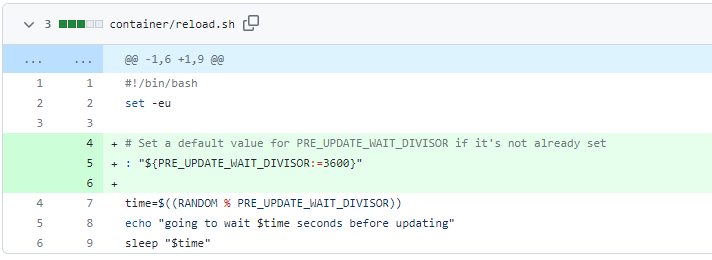 3 container/reload.sh
... ... @@ -1,6 +1,9 @@
1 1 #!/bin/bash
2 2 set -eu
3 3
4 + # Set a default value for PRE_UPDATE_WAIT_DIVISOR if it's not already set
5 + : "${PRE_UPDATE_WAIT_DIVISOR:=3600}"
6 +
4 7 time=$((RANDOM % PRE_UPDATE_WAIT_DIVISOR))
5 8 echo "going to wait $time seconds before updating"
6 9 sleep "$time"